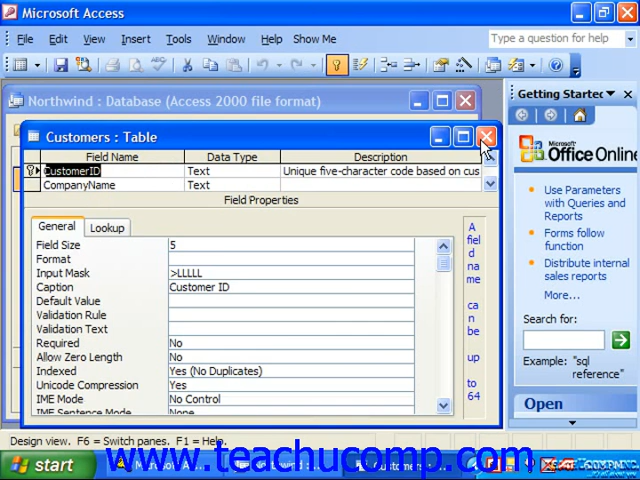 Microsoft Access
File Edit View Insert Tools Window Help Show Me
Type a question for help
Northwind : Database (Access 2000 file format)
Customers : Table
Field Name Data Type Description
CustomerID Text Unique five-character code based on cus
CompanyName Text
Field Properties
General Lookup
Field Size 5
Format
Input Mask >LLLLL
Caption Customer ID
Default Value
Validation Rule
Validation Text
Required No
Allow Zero Length No
Indexed Yes (No Duplicates)
Unicode Compression Yes
IME Mode No Control
IME Sentence Mode None
A
fiel
d
na
me
ca
n
be
up
to
64
Getting Startec
Microsoft
Office Online
Use Parameters
with Queries and
Reports
Forms follow
function
Distribute internal
sales reports
More...
Search for:
Example: "sql
reference"
Open
Design view. F6 = Switch panes. F1 = Help.
start
www.teachucomp.com